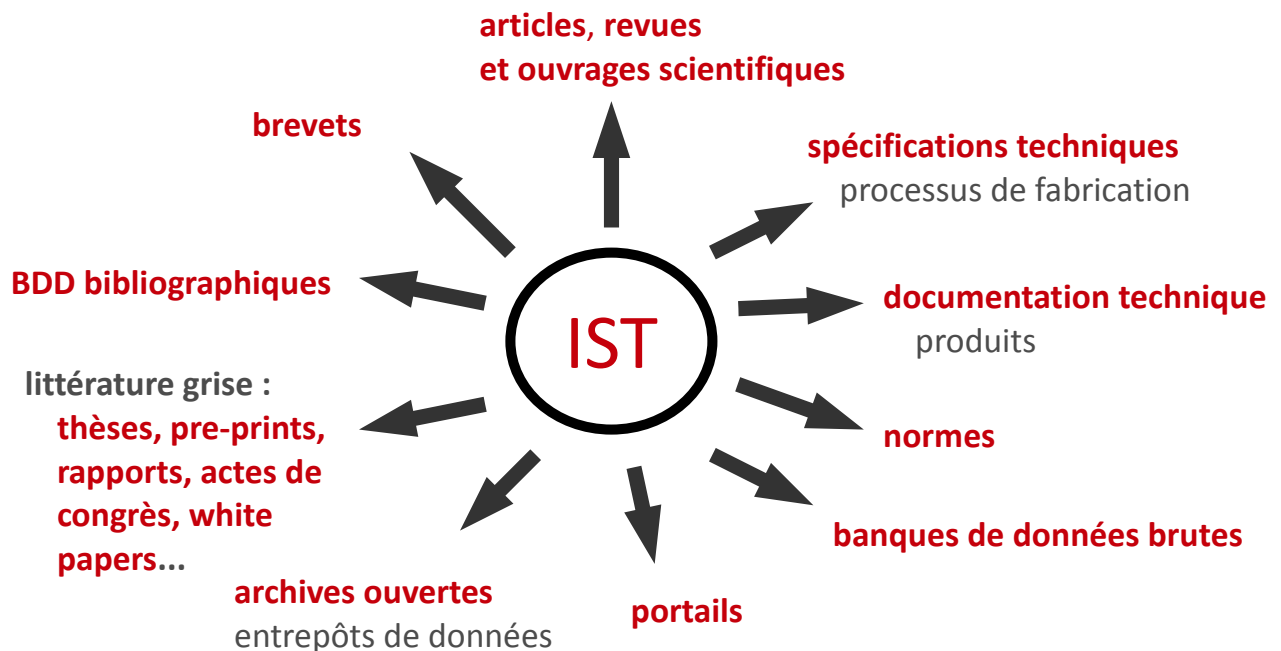 articles, revues
et ouvrages scientifiques
brevets
spécifications techniques
processus de fabrication
BDD bibliographiques
documentation technique
produits
IST
littérature grise :
thèses, pre-prints,
rapports, actes de
congrès, white
papers...
normes
banques de données brutes
archives ouvertes
entrepôts de données
portails